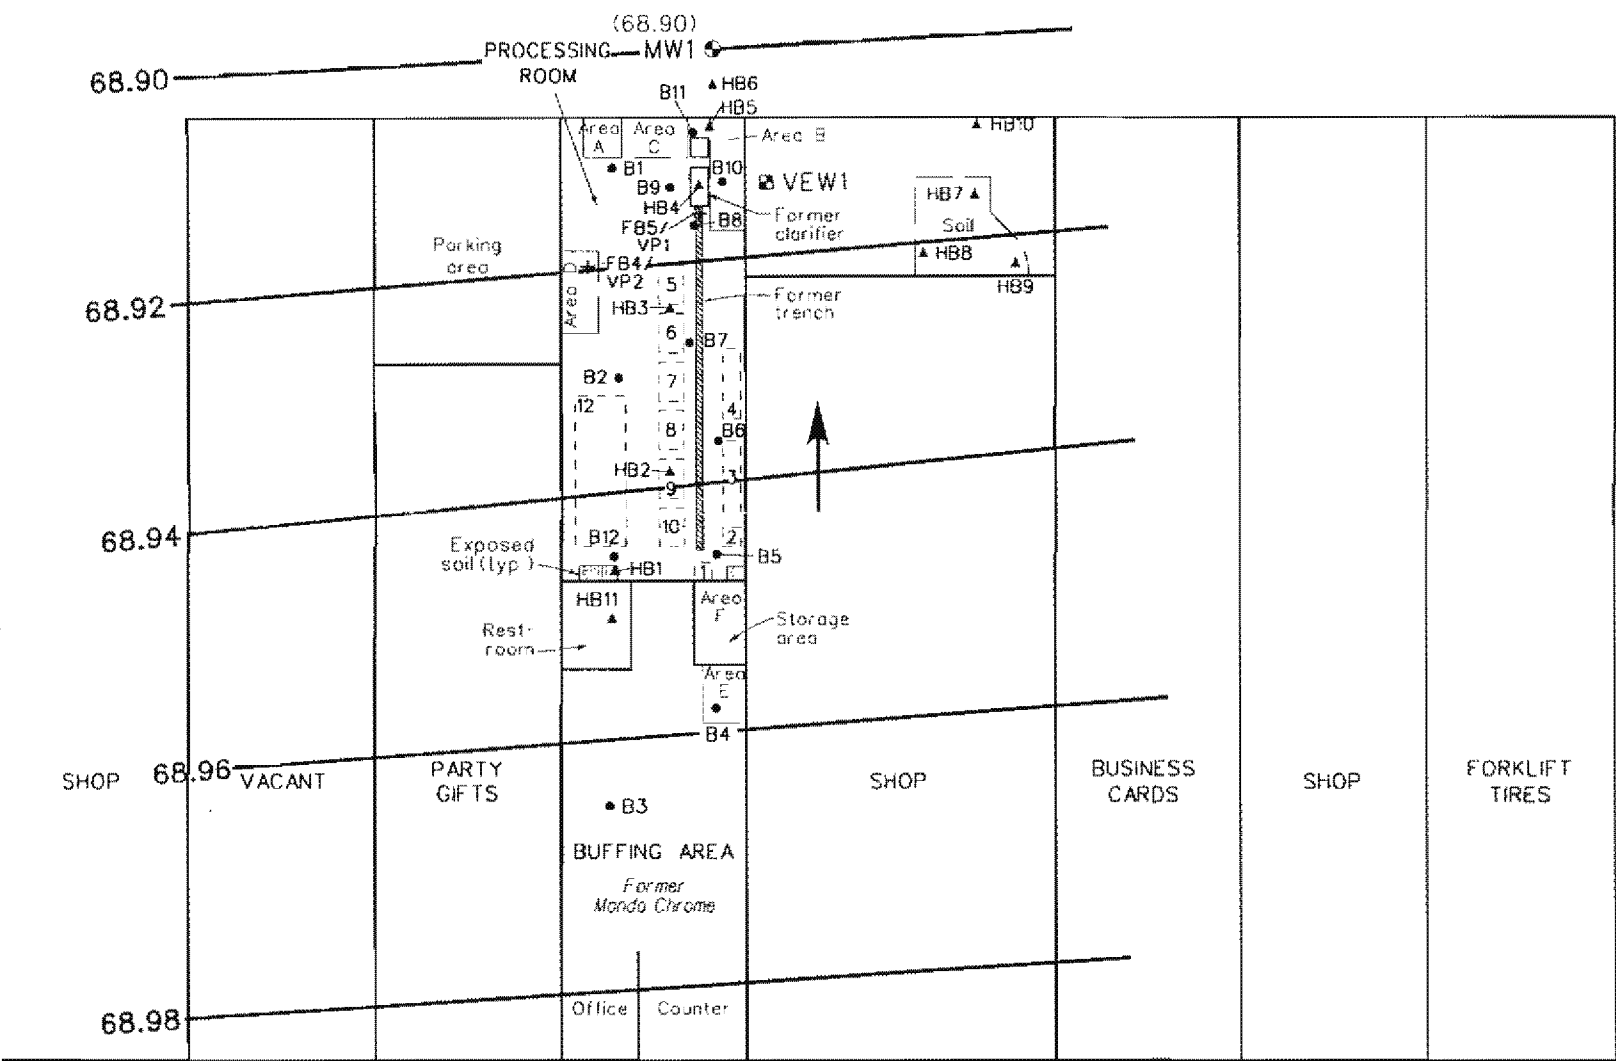 (68.90)
PROCESSING
ROOM
MW1
68.90
HB6
B11
HB5
Area
A
Area
C
Area B
HB10
B1
B9
B10
VEW1
HB7
HB4
FB5/
VP1
B8
Former
clarifier
Soil
HB8
HB9
Parking
area
Area D
FB4/
VP2
5
68.92
HB3
6
Former
trench
B7
B2
7
12
4
8
B6
HB2
9
3
68.94
10
2
B12
Exposed
soil (typ.)
HB1
1
B5
HB11
Area
F
Storage
area
Rest-
room
Area
E
B4
68.96
SHOP
VACANT
PARTY
GIFTS
SHOP
BUSINESS
CARDS
SHOP
FORKLIFT
TIRES
B3
BUFFING AREA
Former
Mondo Chrome
68.98
Office
Counter